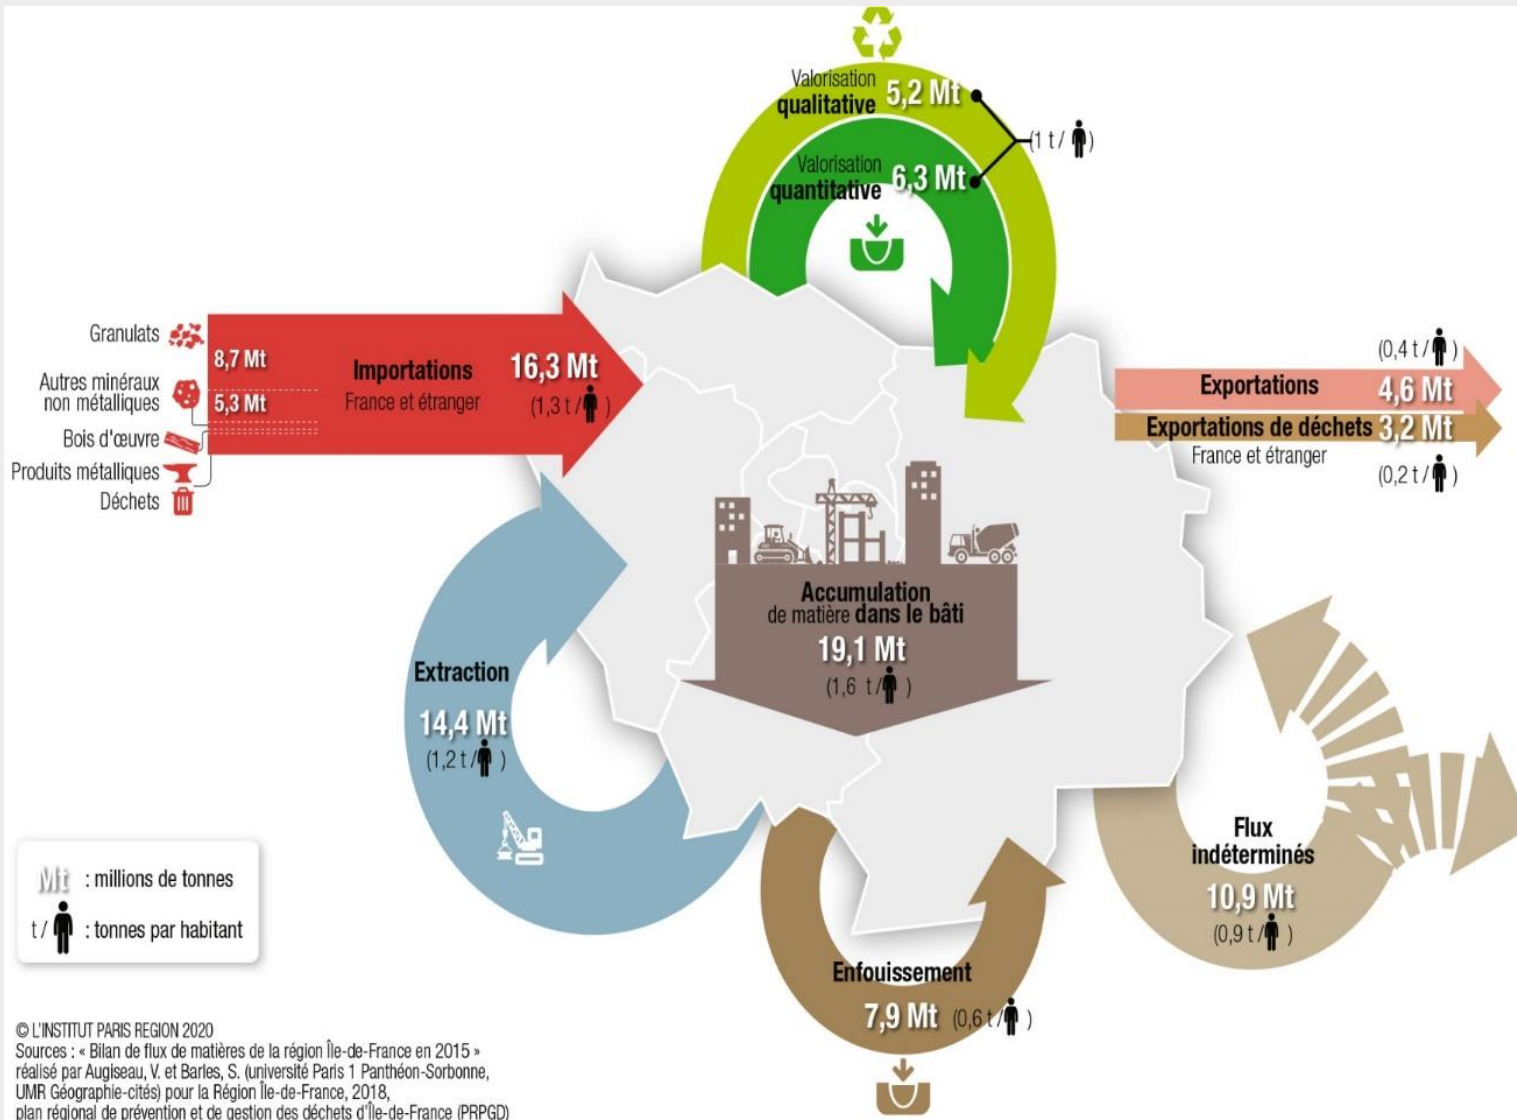 Valorisation
qualitative 5,2 Mt
(1 t/ )
Valorisation
quantitative 6,3 Mt
Granulats
8,7 Mt
Autres minéraux
non métalliques
5,3 Mt
Bois d'œuvre
Produits métalliques
Déchets
Importations 16,3 Mt
France et étranger (1,3 t/ )
(0,4 t/ )
Exportations 4,6 Mt
Exportations de déchets 3,2 Mt
France et étranger
(0,2 t/ )
Accumulation
de matière dans le bâti
19,1 Mt
(1,6 t/ )
Extraction
14,4 Mt
(1,2 t/ )
Flux
indéterminés
10,9 Mt
(0,9 t/ )
Enfouissement
7,9 Mt (0,6 t/ )
Mt : millions de tonnes
t/ : tonnes par habitant
© L'INSTITUT PARIS REGION 2020
Sources : « Bilan de flux de matières de la région Île-de-France en 2015 »
réalisé par Augiseau, V. et Barles, S. (université Paris 1 Panthéon-Sorbonne,
UMR Géographie-cités) pour la Région Île-de-France, 2018,
plan régional de prévention et de gestion des déchets d'Île-de-France (PRPGD)